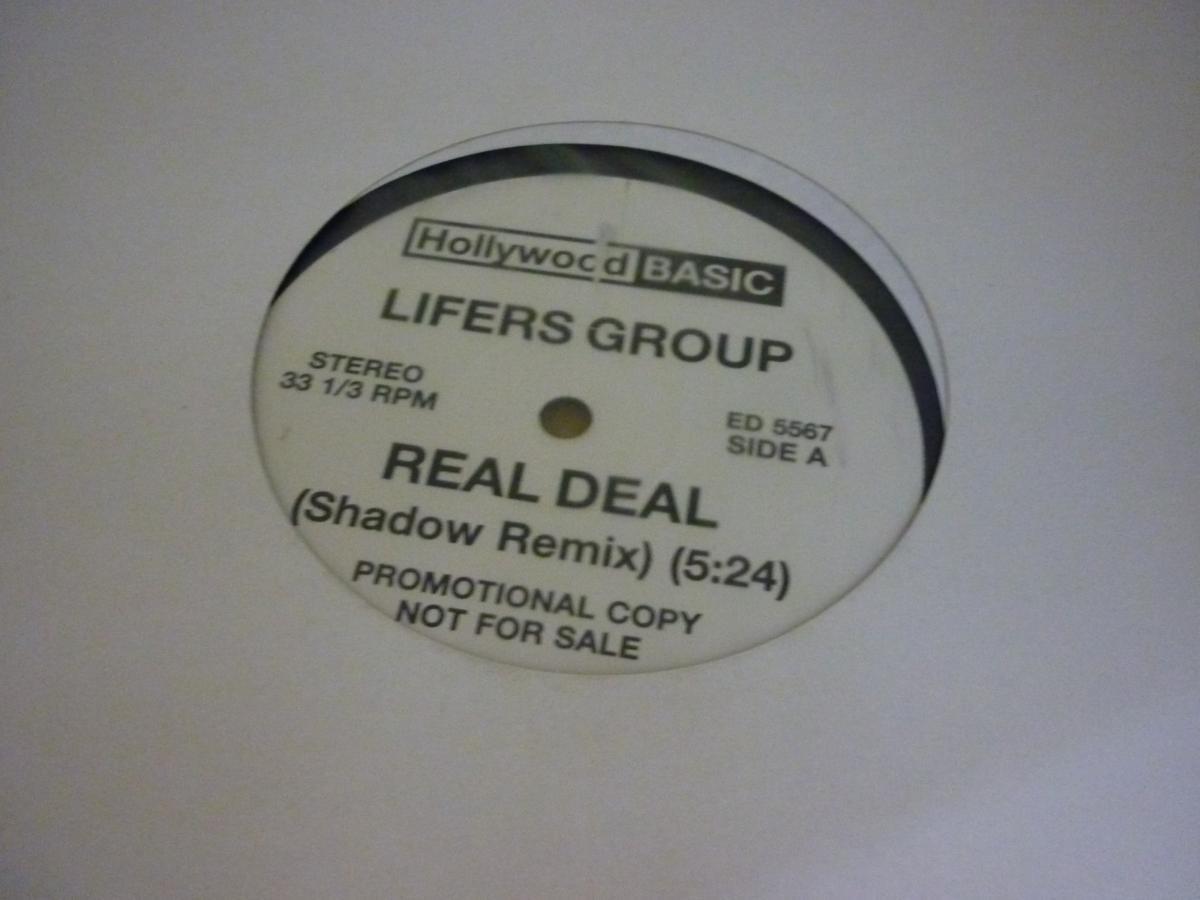 Hollywood BASIC
LIFERS GROUP
STEREO
33 1/3 RPM
ED 5567
SIDE A
REAL DEAL
(Shadow Remix) (5:24)
PROMOTIONAL COPY
NOT FOR SALE